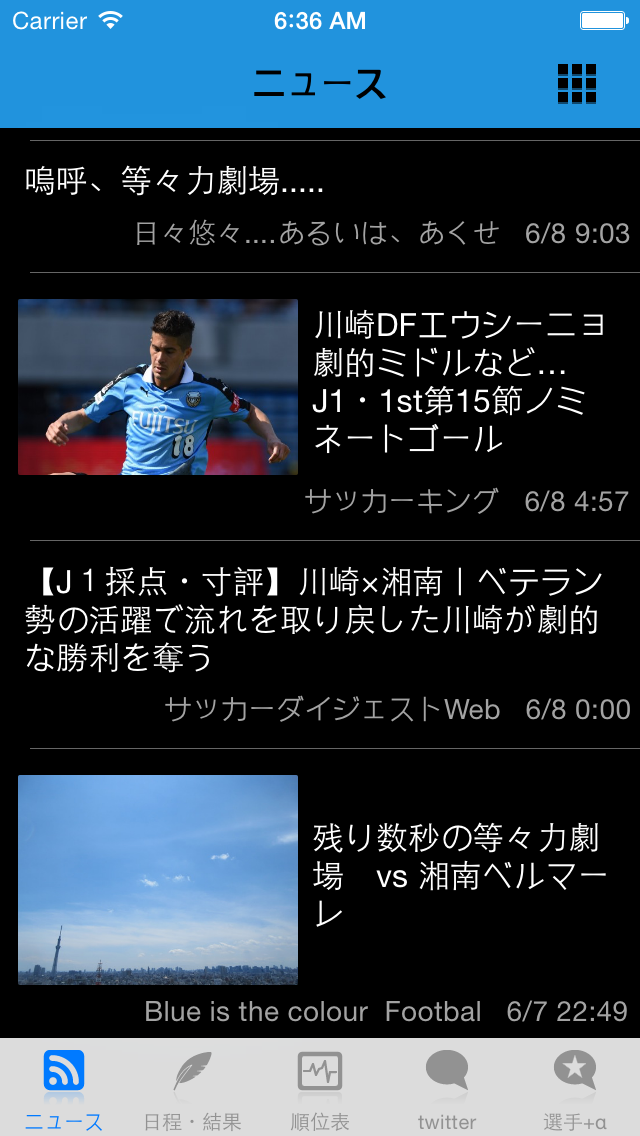 Carrier
6:36 AM
ニュース
嗚呼、等々力劇場.....
日々悠々....あるいは、あくせ 6/8 9:03
FUJITSU
18
川崎DFエウシーニョ
劇的ミドルなど…
J1・1st第15節ノミ
ネートゴール
サッカーキング 6/8 4:57
【J１採点・寸評】川崎×湘南｜ベテラン
勢の活躍で流れを取り戻した川崎が劇的
な勝利を奪う
サッカーダイジェストWeb 6/8 0:00
残り数秒の等々力劇
場　vs 湘南ベルマー
レ
Blue is the colour Footbal 6/7 22:49
ニュース
日程・結果
順位表
twitter
選手+α